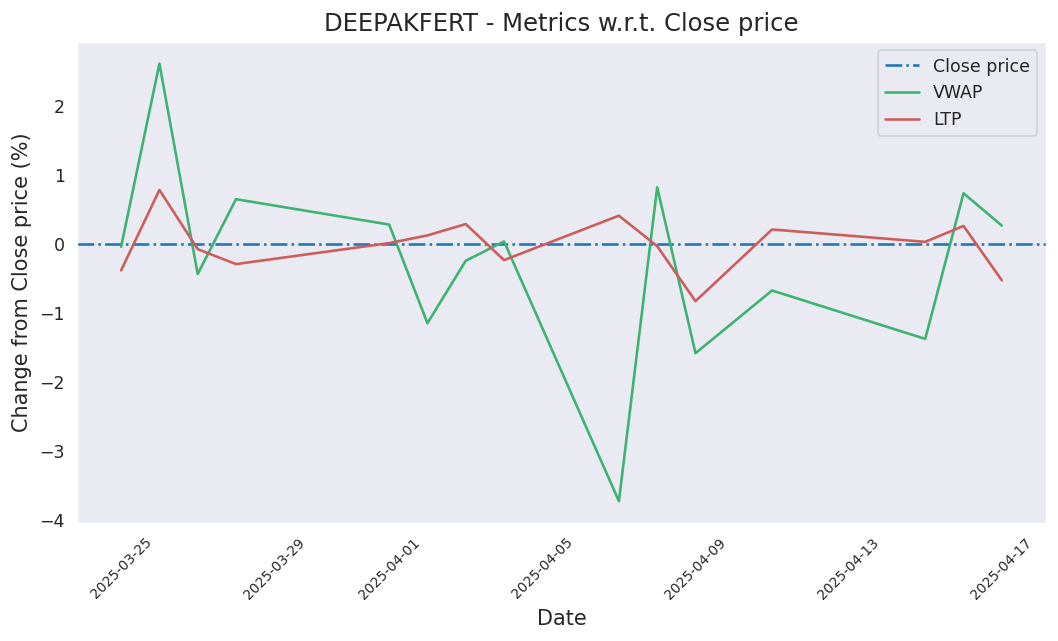 DEEPAKFERT - Metrics w.r.t. Close price
Close price
VWAP
LTP
Change from Close price (%)
2
1
0
−1
−2
−3
−4
2025-03-25
2025-03-29
2025-04-01
2025-04-05
2025-04-09
2025-04-13
2025-04-17
Date